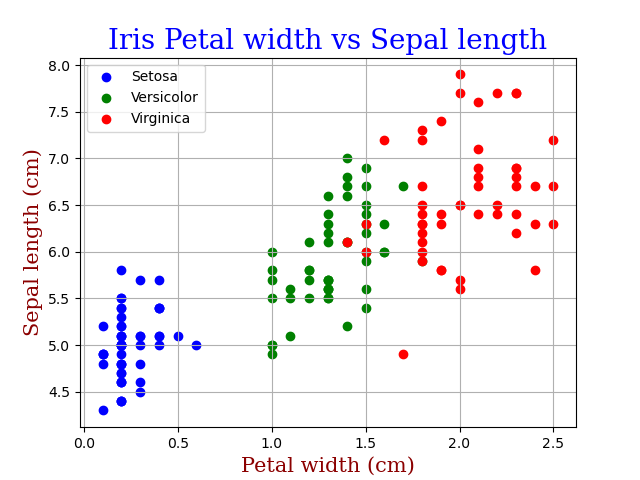 Iris Petal width vs Sepal length
Setosa
Versicolor
Virginica
Sepal length (cm)
8.0
7.5
7.0
6.5
6.0
5.5
5.0
4.5
0.0 0.5 1.0 1.5 2.0 2.5
Petal width (cm)